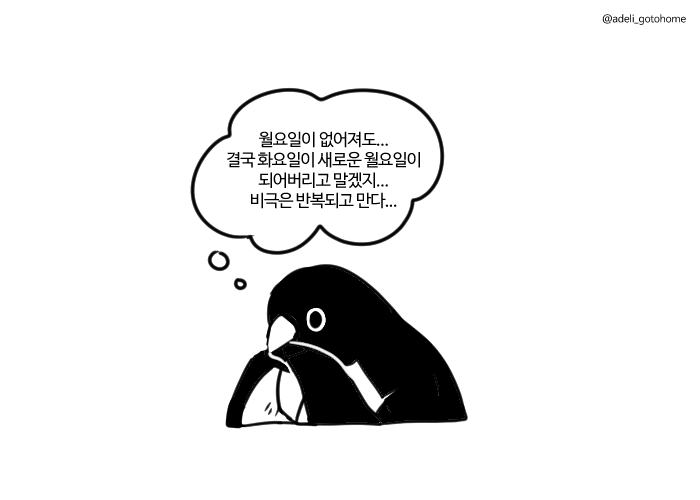 @adeli_gotohome
월요일이 없어져도...
결국 화요일이 새로운 월요일이
되어버리고 말겠지...
비극은 반복되고 만다...